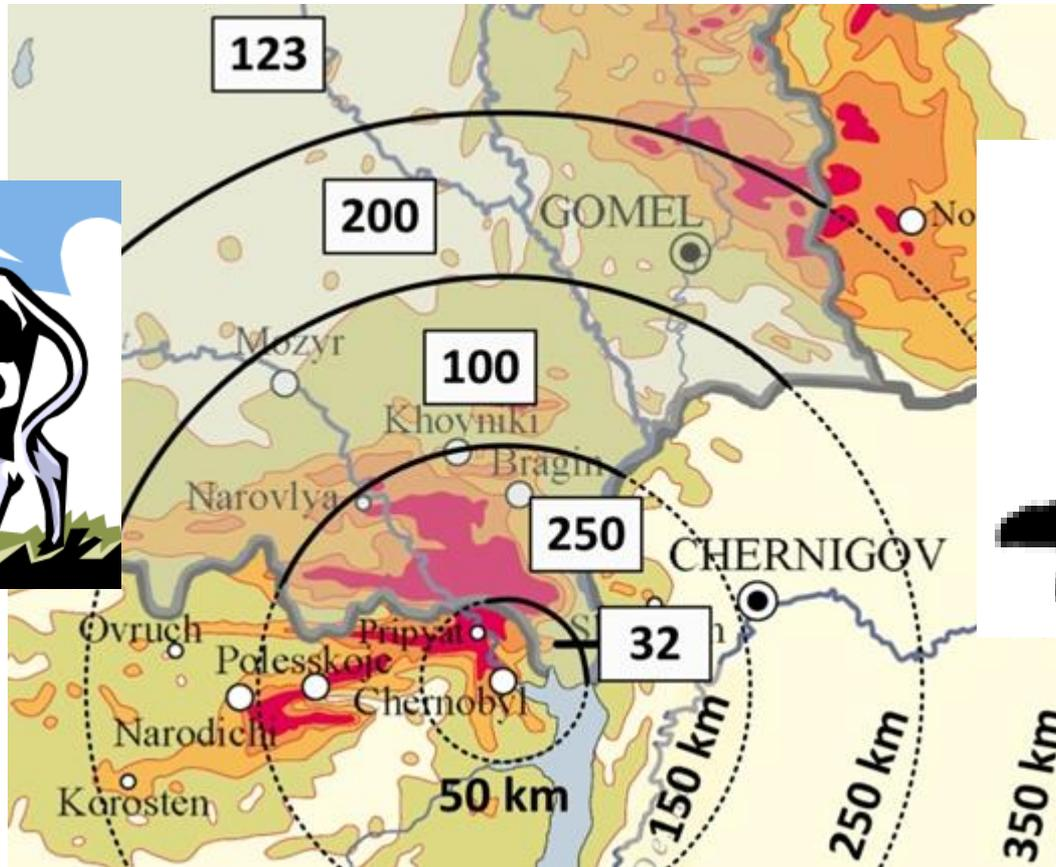 123
200
GOMEL
No
Mozyr
100
Khoyniki
Bragin
Narovlya
250
CHERNIGOV
Ovruch
Pripyat
32
Polesskoje
Chernobyl
Narodichi
50 km
150 km
250 km
350 km
Korosten